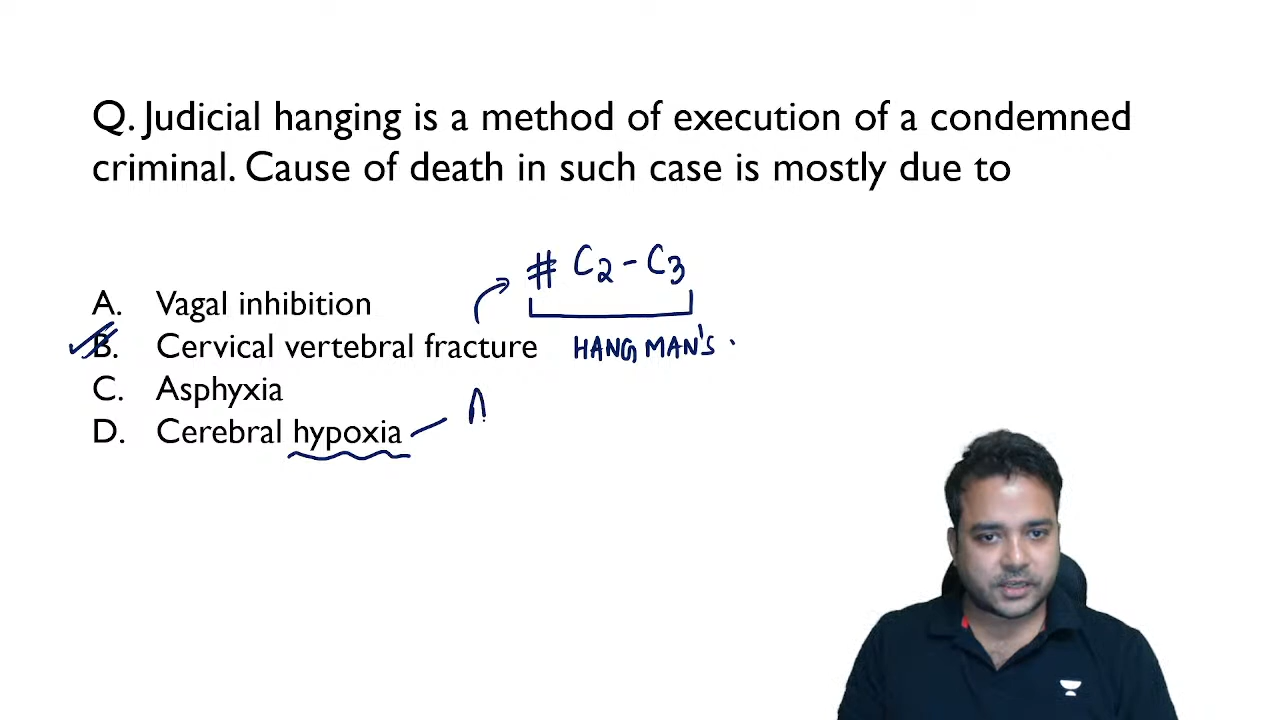 Q. Judicial hanging is a method of execution of a condemned
criminal. Cause of death in such case is mostly due to
# C2 - C3
A. Vagal inhibition
B. Cervical vertebral fracture HANGMAN'S
C. Asphyxia
D. Cerebral hypoxia